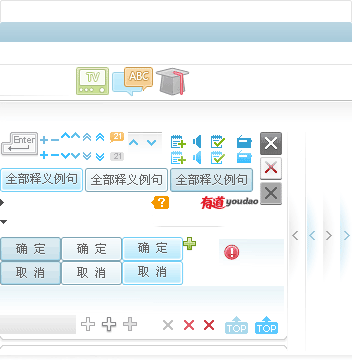 TV ABC
Enter 21
21
全部释义例句 全部释义例句 全部释义例句
? 有道 youdao
确 定 确 定 确 定
取 消 取 消 取 消
TOP TOP